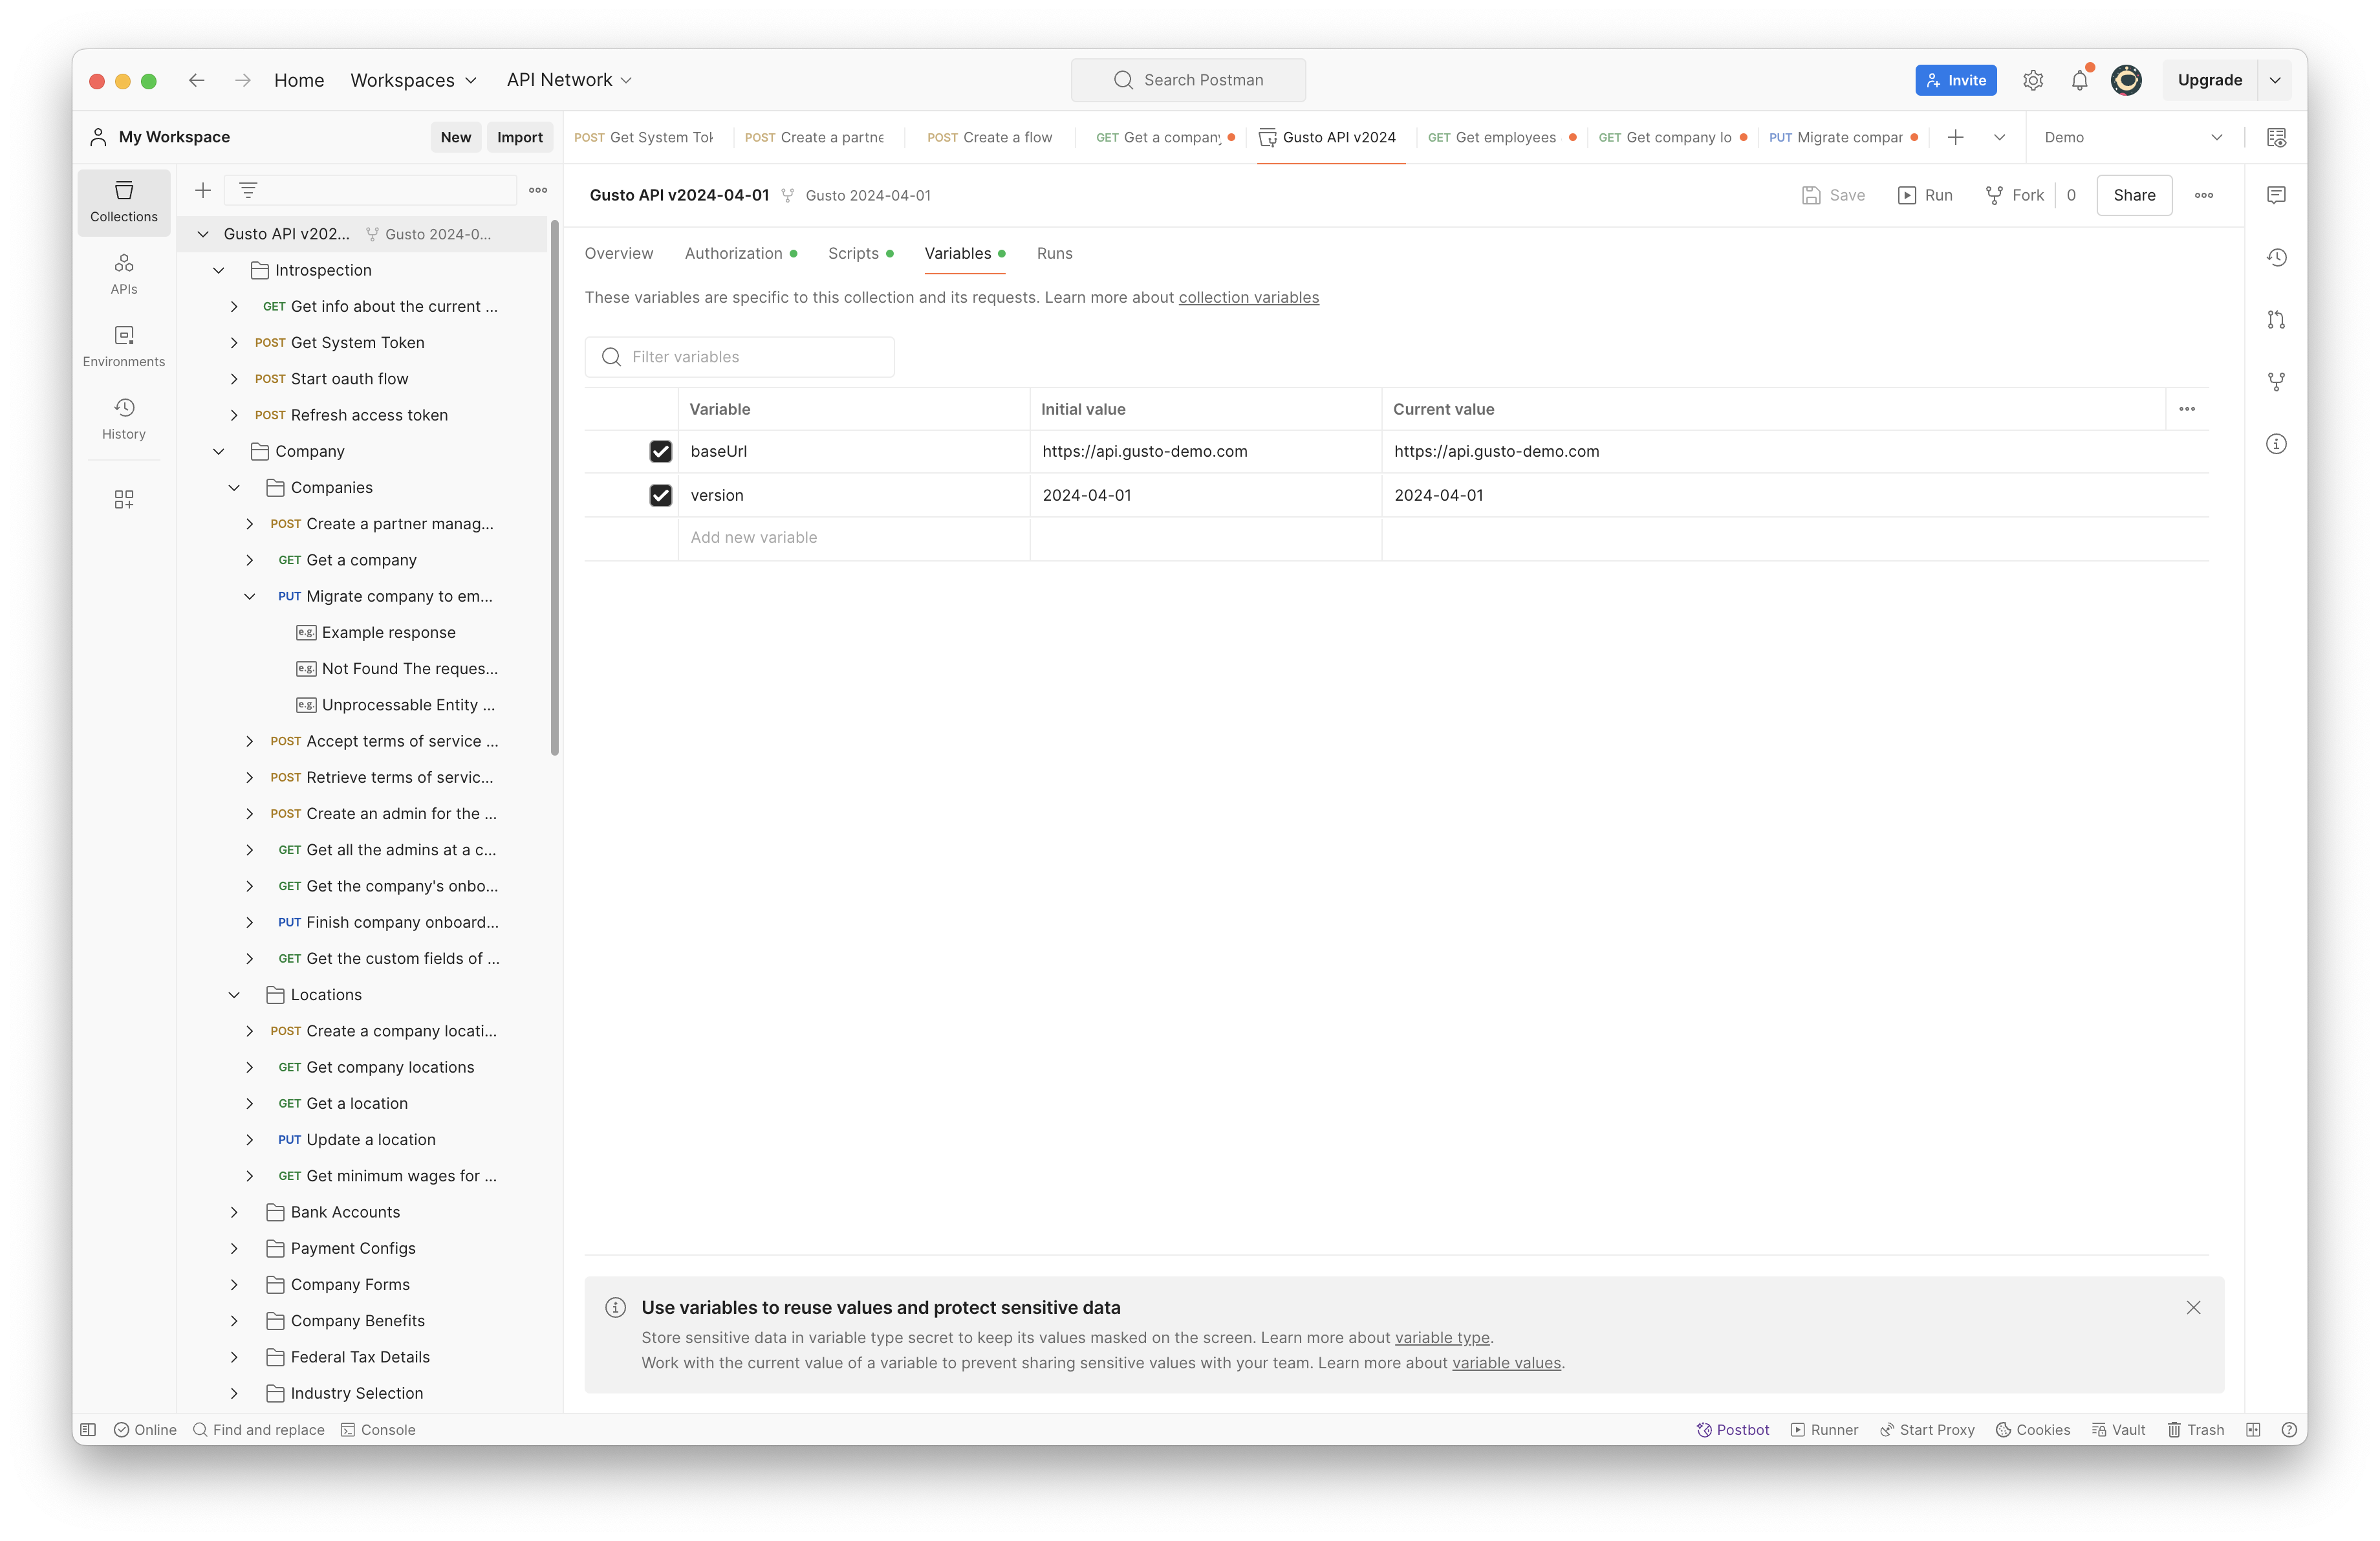 Home Workspaces API Network Search Postman Invite Upgrade
My Workspace New Import
POST Get System Tok POST Create a partne POST Create a flow GET Get a company Gusto API v2024 GET Get employees GET Get company lo PUT Migrate compar Demo
Collections
APIs
Environments
History
Gusto API v202... Gusto 2024-0...
Introspection
GET Get info about the current ...
POST Get System Token
POST Start oauth flow
POST Refresh access token
Company
Companies
POST Create a partner manag...
GET Get a company
PUT Migrate company to em...
e.g. Example response
e.g. Not Found The reques...
e.g. Unprocessable Entity ...
POST Accept terms of service ...
POST Retrieve terms of servic...
POST Create an admin for the ...
GET Get all the admins at a c...
GET Get the company's onbo...
PUT Finish company onboard...
GET Get the custom fields of ...
Locations
POST Create a company locati...
GET Get company locations
GET Get a location
PUT Update a location
GET Get minimum wages for ...
Bank Accounts
Payment Configs
Company Forms
Company Benefits
Federal Tax Details
Industry Selection
Gusto API v2024-04-01 Gusto 2024-04-01 Save Run Fork 0 Share
Overview Authorization Scripts Variables Runs
These variables are specific to this collection and its requests. Learn more about collection variables
Filter variables
Variable Initial value Current value
baseUrl https://api.gusto-demo.com https://api.gusto-demo.com
version 2024-04-01 2024-04-01
Add new variable
Use variables to reuse values and protect sensitive data
Store sensitive data in variable type secret to keep its values masked on the screen. Learn more about variable type.
Work with the current value of a variable to prevent sharing sensitive values with your team. Learn more about variable values.
Online Find and replace Console Postbot Runner Start Proxy Cookies Vault Trash